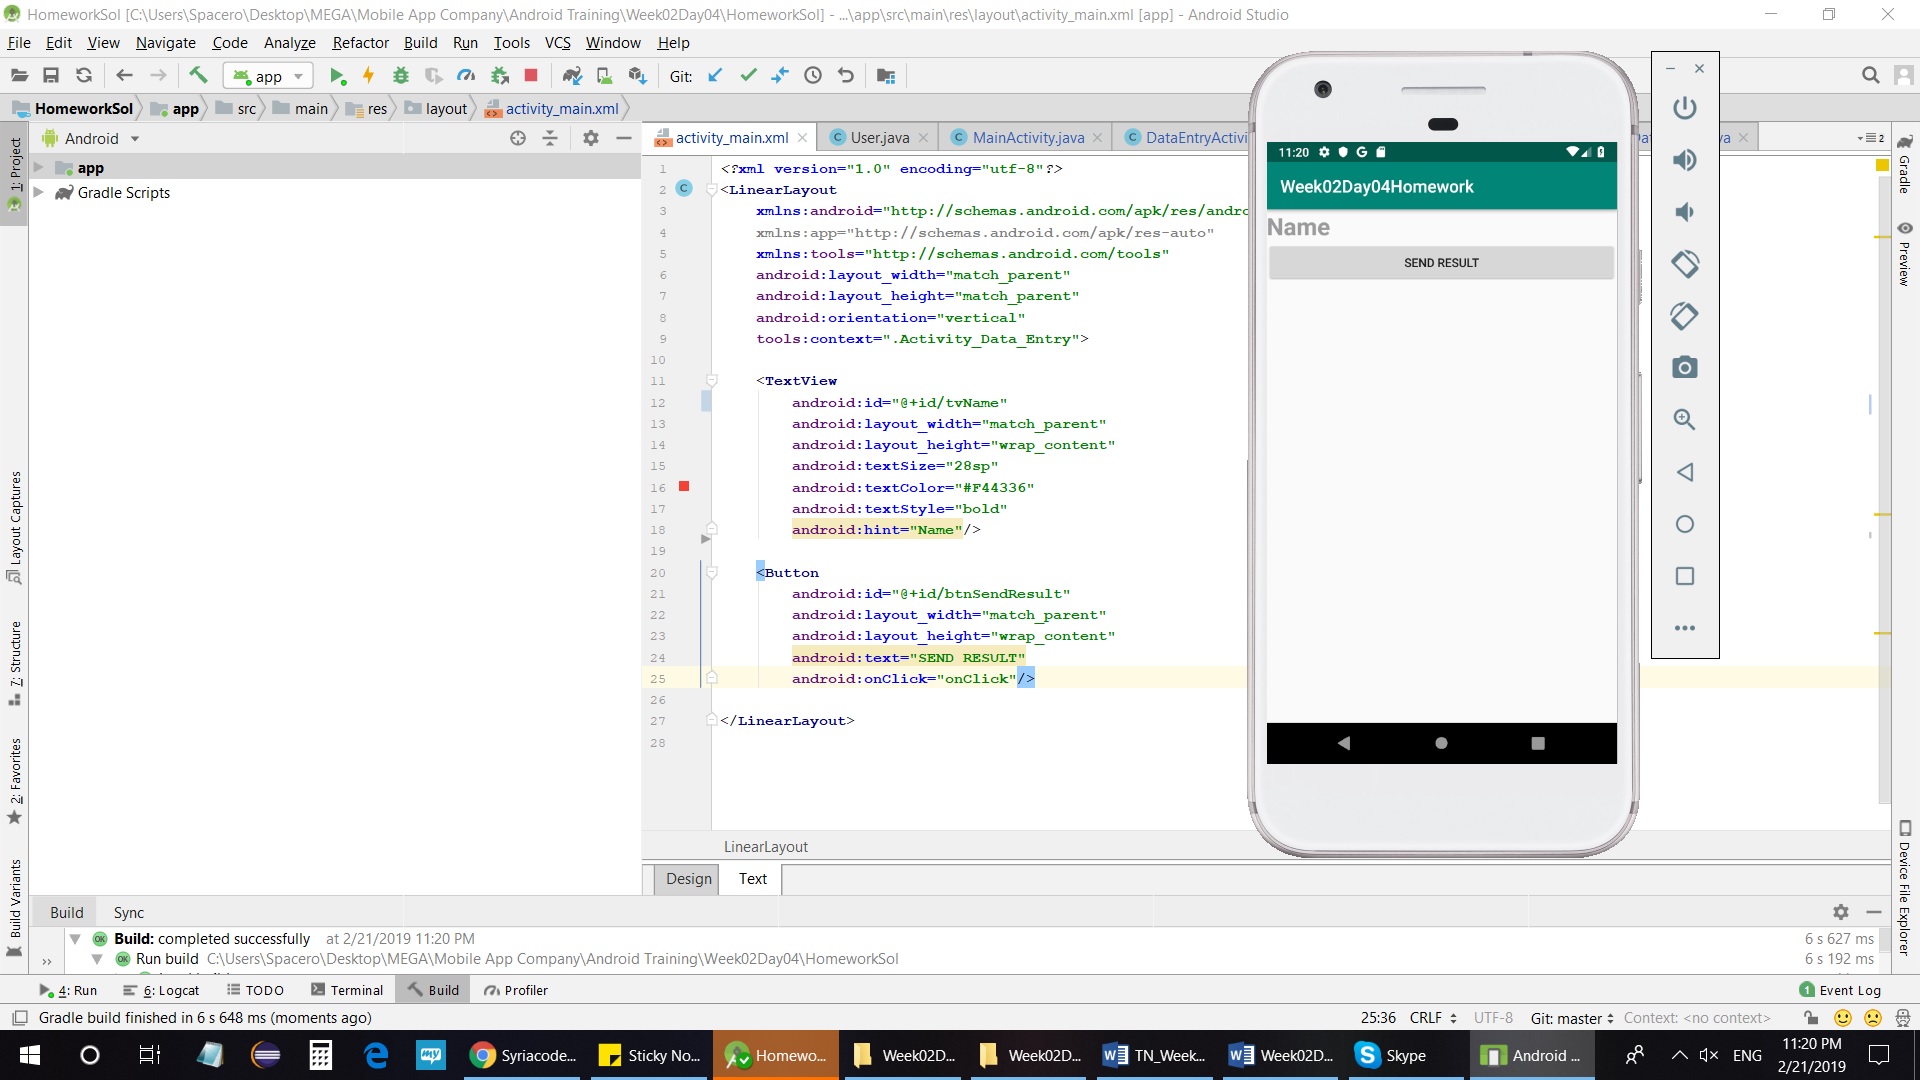 HomeworkSol [C:\Users\Spacero\Desktop\MEGA\Mobile App Company\Android Training\Week02Day04\HomeworkSol] - ...\app\src\main\res\layout\activity_main.xml [app] - Android Studio
File Edit View Navigate Code Analyze Refactor Build Run Tools VCS Window Help
app Git:
HomeworkSol app src main res layout activity_main.xml
1: Project
Layout Captures
7: Structure
2: Favorites
Build Variants
Android
app
Gradle Scripts
activity_main.xml User.java MainActivity.java DataEntryActivi
2
1 <?xml version="1.0" encoding="utf-8"?>
2 <LinearLayout
3 xmlns:android="http://schemas.android.com/apk/res/andro
4 xmlns:app="http://schemas.android.com/apk/res-auto"
5 xmlns:tools="http://schemas.android.com/tools"
6 android:layout_width="match_parent"
7 android:layout_height="match_parent"
8 android:orientation="vertical"
9 tools:context=".Activity_Data_Entry">
10
11 <TextView
12 android:id="@+id/tvName"
13 android:layout_width="match_parent"
14 android:layout_height="wrap_content"
15 android:textSize="28sp"
16 android:textColor="#F44336"
17 android:textStyle="bold"
18 android:hint="Name"/>
19
20 <Button
21 android:id="@+id/btnSendResult"
22 android:layout_width="match_parent"
23 android:layout_height="wrap_content"
24 android:text="SEND RESULT"
25 android:onClick="onClick"/>
26
27 </LinearLayout>
28
LinearLayout
Design Text
11:20
Week02Day04Homework
Name
SEND RESULT
Gradle
Preview
Device File Explorer
Build Sync
Build: completed successfully at 2/21/2019 11:20 PM 6 s 627 ms
Run build C:\Users\Spacero\Desktop\MEGA\Mobile App Company\Android Training\Week02Day04\HomeworkSol 6 s 192 ms
4: Run 6: Logcat TODO Terminal Build Profiler 1 Event Log
Gradle build finished in 6 s 648 ms (moments ago) 25:36 CRLF UTF-8 Git: master Context: <no context>
my Syriacode... Sticky No... Homewo... Week02D... Week02D... TN_Week... Week02D... Skype Android ... ENG 11:20 PM
2/21/2019